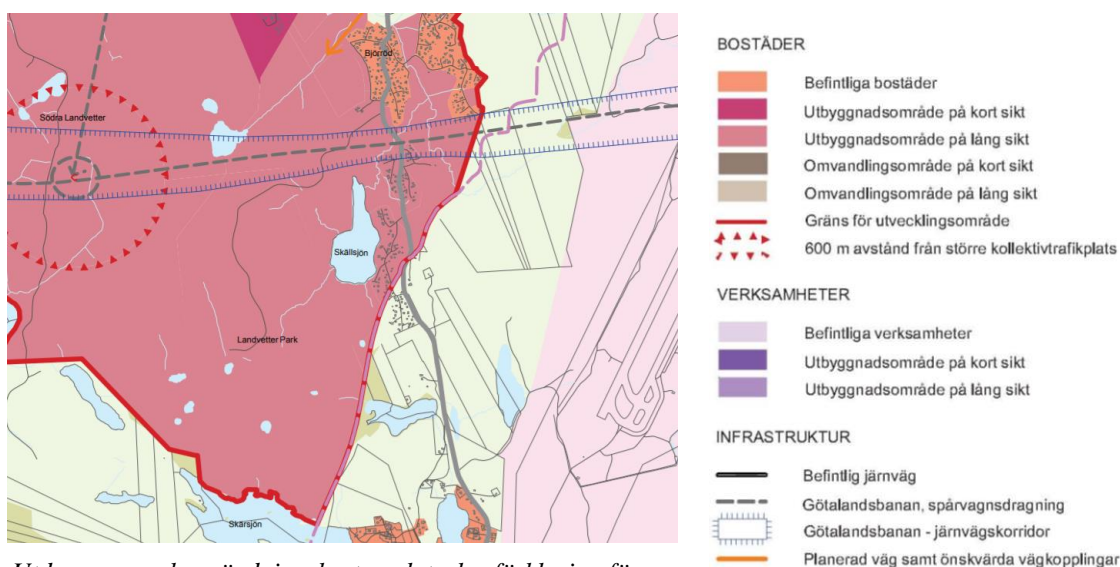 Björröd
Södra Landvetter
Skällsjön
Landvetter Park
Skärsjön
BOSTÄDER
Befintliga bostäder
Utbyggnadsområde på kort sikt
Utbyggnadsområde på lång sikt
Omvandlingsområde på kort sikt
Omvandlingsområde på lång sikt
Gräns för utvecklingsområde
600 m avstånd från större kollektivtrafikplats
VERKSAMHETER
Befintliga verksamheter
Utbyggnadsområde på kort sikt
Utbyggnadsområde på lång sikt
INFRASTRUKTUR
Befintlig järnväg
Götalandsbanan, spårvagnsdragning
Götalandsbanan - järnvägskorridor
Planerad väg samt önskvärda vägkopplingar